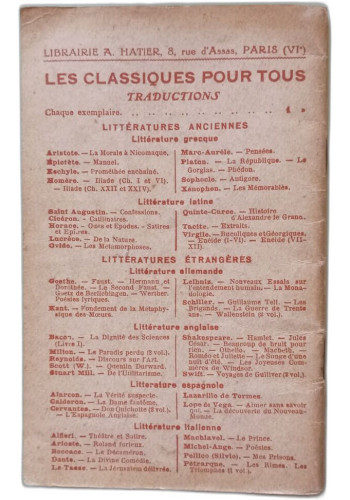 LIBRAIRIE A. HATIER, 8, rue d'Assas, PARIS (VIe)
LES CLASSIQUES POUR TOUS
TRADUCTIONS
Chaque exemplaire.
LITTÉRATURES ANCIENNES
Littérature grecque
Aristote. — La Morale à Nicomaque.
Épictète. — Manuel.
Eschyle. — Prométhée enchaîné.
Homère. — Iliade (Ch. I et VI).
— Iliade (Ch. XXII et XXIV).
Marc-Aurèle. — Pensées.
Platon. — La République. — Le
Gorgias. — Phédon.
Sophocle. — Antigone.
Xénophon. — Les Mémorables.
Littérature latine
Saint Augustin. — Confessions.
Cicéron. — Catilinaires.
Horace. — Odes et Epodes. — Satires
et Epîtres.
Lucrèce. — De la Nature.
Ovide. — Les Métamorphoses.
Quinte-Curce. — Histoire
d'Alexandre le Grand.
Tacite. — Extraits.
Virgile. — Bucoliques et Géorgiques.
— Enéide (I-VI). — Enéide (VII-
XII).
LITTÉRATURES ÉTRANGÈRES
Littérature allemande
Goethe. — Faust. — Hermann et
Dorothée. — Le Second Faust. —
Goetz de Berlichingen. — Werther.
Poésies lyriques.
Kant. — Fondement de la Métaphy-
sique des Mœurs.
Leibniz. — Nouveaux Essais sur
l'entendement humain. — La Mona-
dologie.
Schiller. — Guillaume Tell. — Les
Brigands. — La Guerre de Trente
ans. — Wallenstein (2 vol.).
Littérature anglaise
Bacon. — La Dignité des Sciences
(Livre I).
Milton. — Le Paradis perdu (2 vol.).
Reynolds. — Discours sur l'Art.
Scott (W.). — Quentin Durward.
Stuart Mill. — De l'Utilitarisme.
Shakespeare. — Hamlet. — Jules
César. — Beaucoup de bruit pour
rien. — Othello. — Macbeth. —
Roméo et Juliette. — Le Songe d'une
nuit d'été. — Les Joyeuses Com-
mères de Windsor.
Swift. — Voyages de Gulliver (2 vol.).
Littérature espagnole
Alarcon. — La Vérité suspecte.
Calderon. — La Dame fantôme.
Cervantes. — Don Quichotte (2 vol.).
— L'Espagnole Anglaise.
Lazarillo de Tormes.
Lope de Vega. — Aimer sans savoir
qui. — La découverte du Nouveau-
Monde.
Littérature italienne
Alfieri. — Théâtre et Satire.
Arioste. — Roland furieux.
Boccace. — Le Décaméron.
Dante. — La Divine Comédie.
Le Tasse. — La Jérusalem délivrée.
Machiavel. — Le Prince.
Michel-Ange. — Poésies.
Pellico (Silvio). — Mes Prisons.
Pétrarque. — Les Rimes. Les
Triomphes (1 vol.).